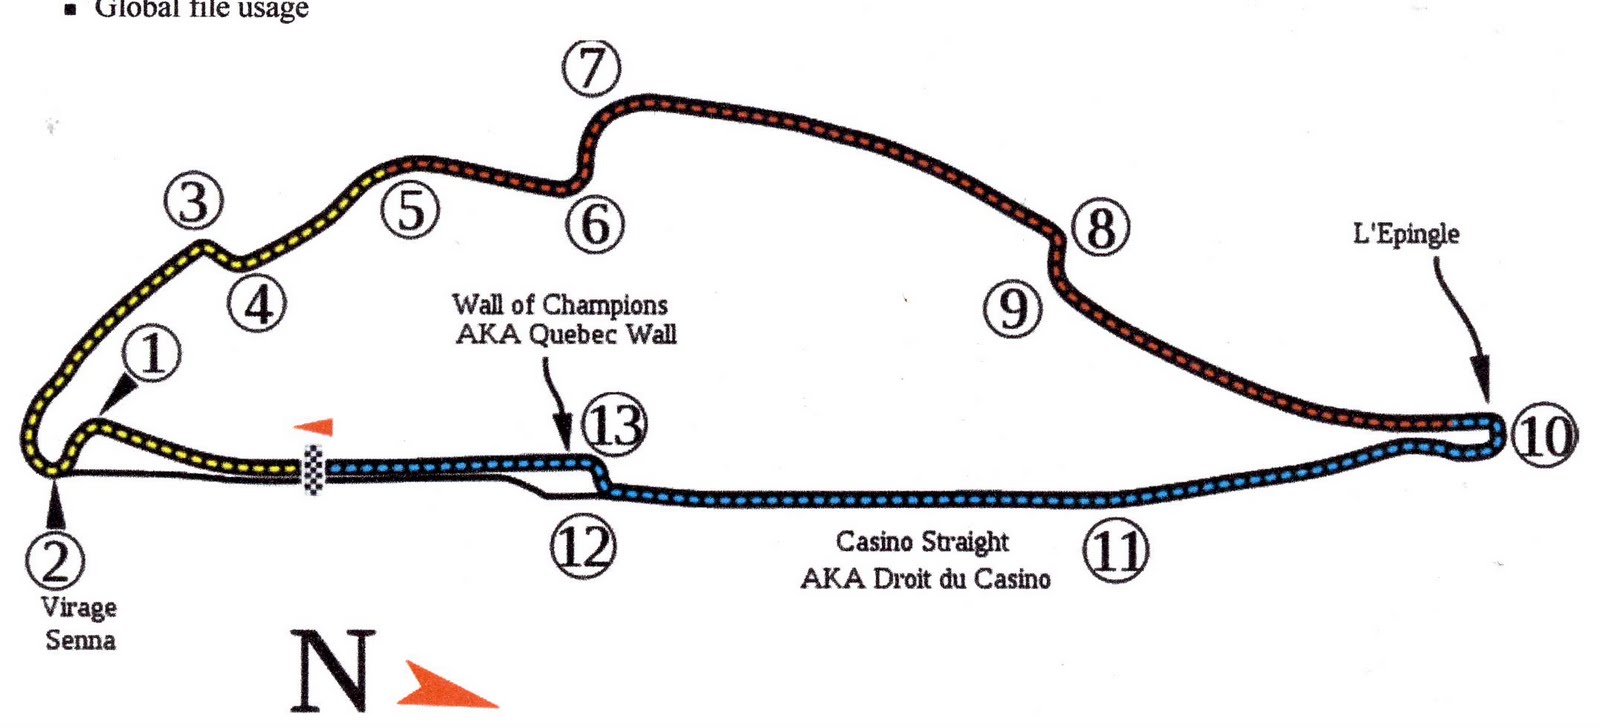 ▪ Global file usage
7
3
5
6
8
L'Epingle
4
9
Wall of Champions
AKA Quebec Wall
1
13
10
12
Casino Straight
11
AKA Droit du Casino
2
Virage
Senna
N